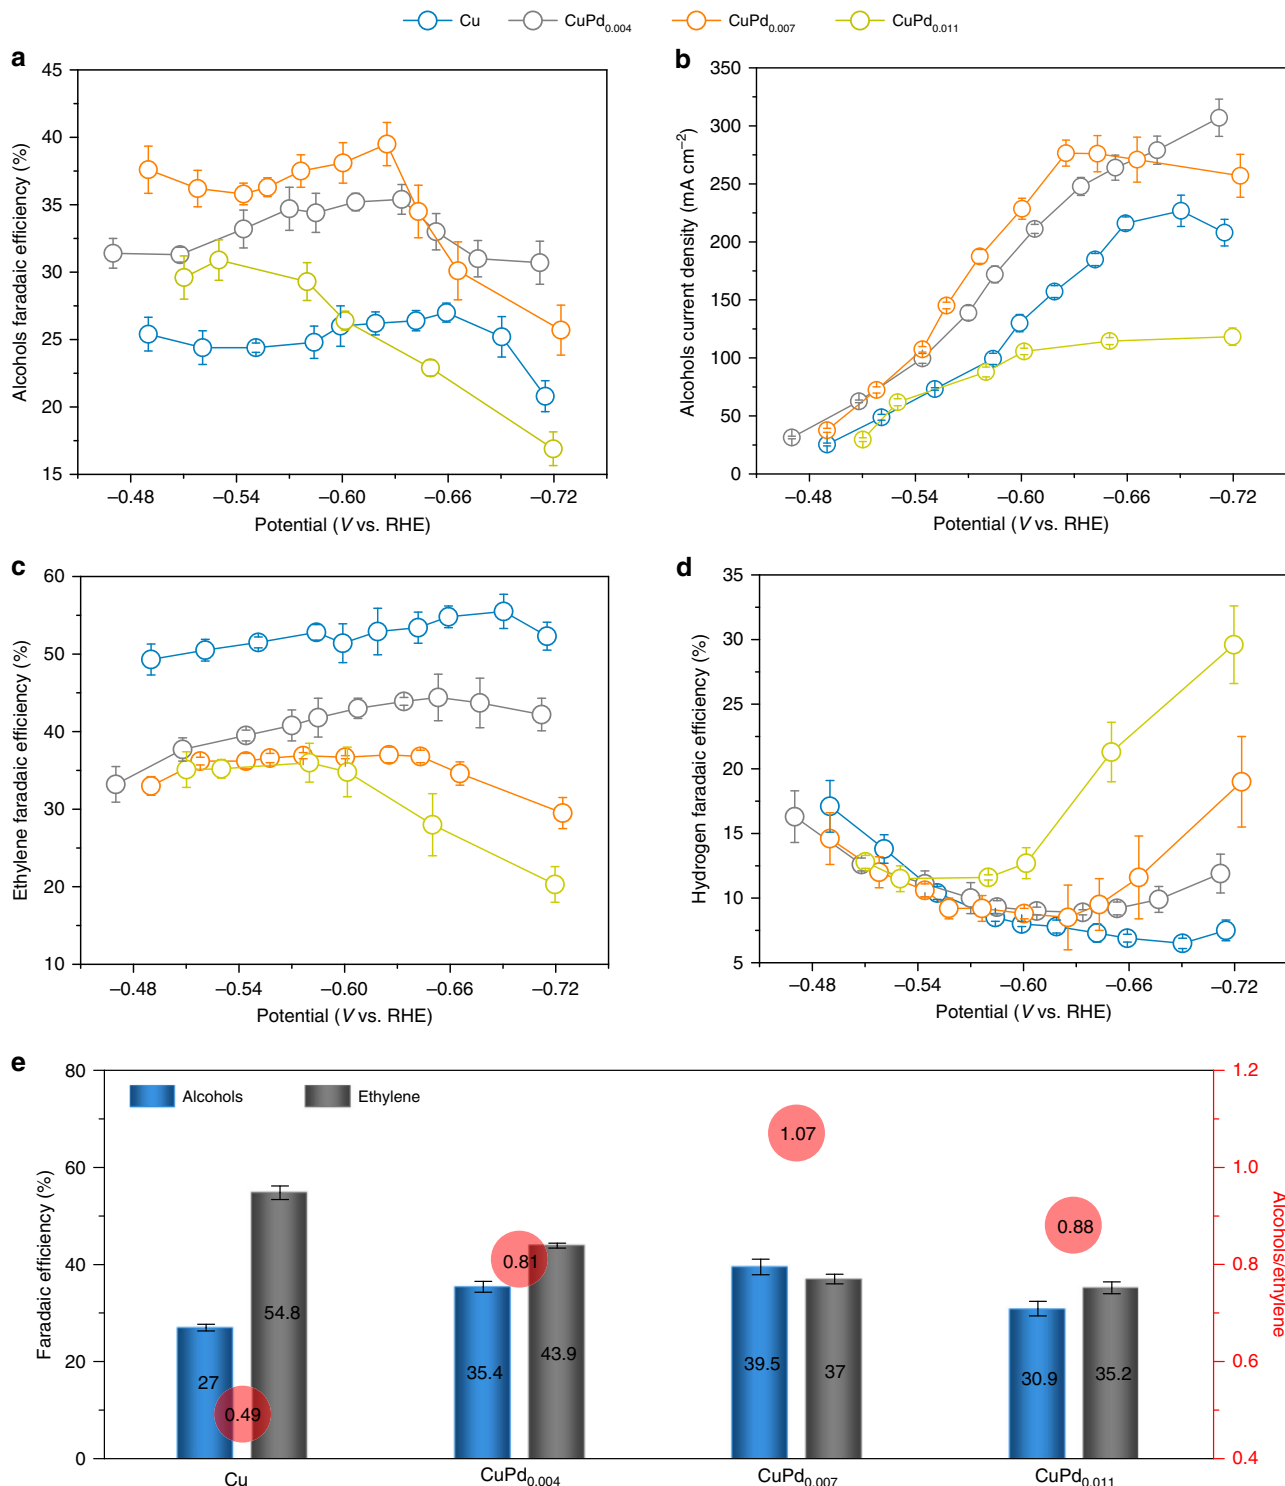 Cu CuPd0.004 CuPd0.007 CuPd0.011
a
45
40
35
30
25
20
15
Alcohols faradaic efficiency (%)
−0.48 −0.54 −0.60 −0.66 −0.72
Potential (V vs. RHE)
b
350
300
250
200
150
100
50
0
Alcohols current density (mA cm−2)
−0.48 −0.54 −0.60 −0.66 −0.72
Potential (V vs. RHE)
c
60
50
40
30
20
10
Ethylene faradaic efficiency (%)
−0.48 −0.54 −0.60 −0.66 −0.72
Potential (V vs. RHE)
d
35
30
25
20
15
10
5
Hydrogen faradaic efficiency (%)
−0.48 −0.54 −0.60 −0.66 −0.72
Potential (V vs. RHE)
e
80
60
40
20
0
Faradaic efficiency (%)
Alcohols Ethylene
27 54.8 0.49
35.4 43.9 0.81
39.5 37 1.07
30.9 35.2 0.88
1.2
1.0
0.8
0.6
0.4
Alcohols/ethylene
Cu CuPd0.004 CuPd0.007 CuPd0.011